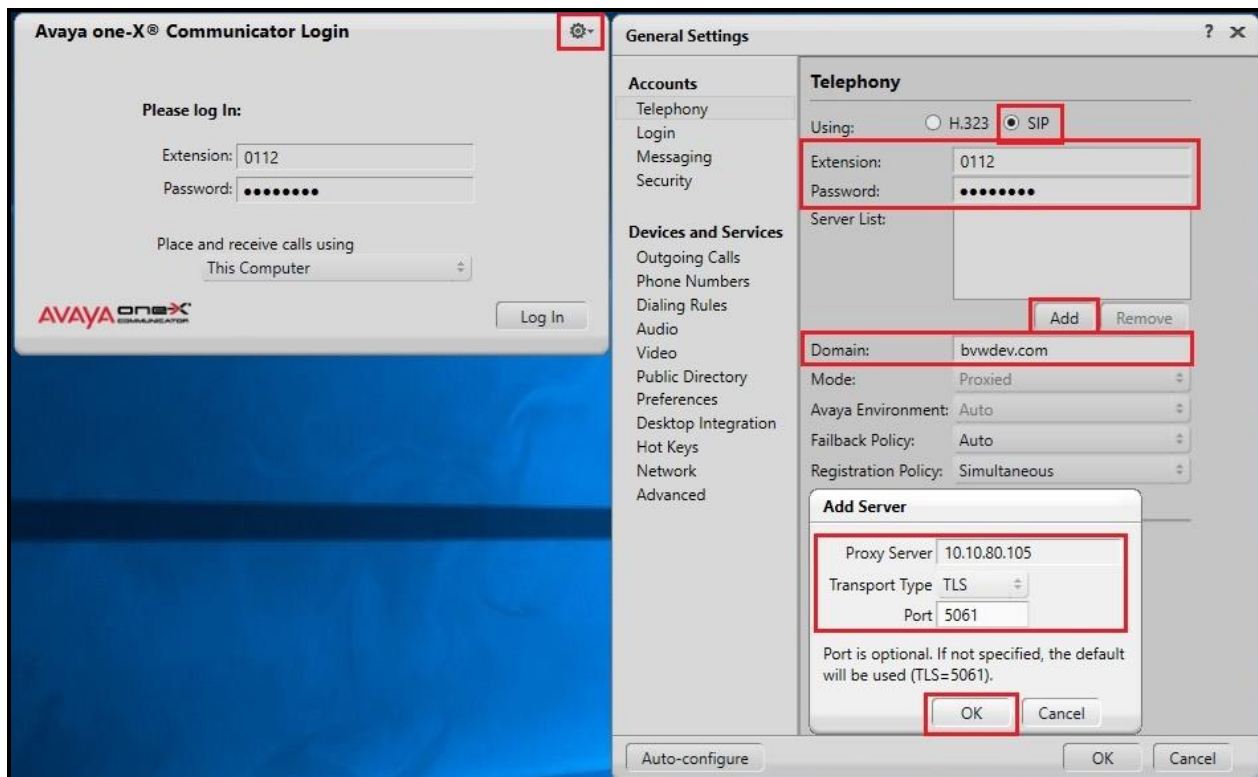 Avaya one-X® Communicator Login
Please log In:
Extension: 0112
Password: ●●●●●●●●
Place and receive calls using
This Computer
AVAYA one-X COMMUNICATOR
Log In
General Settings
? X
Accounts
Telephony
Login
Messaging
Security
Devices and Services
Outgoing Calls
Phone Numbers
Dialing Rules
Audio
Video
Public Directory
Preferences
Desktop Integration
Hot Keys
Network
Advanced
Telephony
Using: H.323 SIP
Extension: 0112
Password: ●●●●●●●●
Server List:
Add Remove
Domain: bvwdev.com
Mode: Proxied
Avaya Environment: Auto
Failback Policy: Auto
Registration Policy: Simultaneous
Add Server
Proxy Server 10.10.80.105
Transport Type TLS
Port 5061
Port is optional. If not specified, the default
will be used (TLS=5061).
OK Cancel
Auto-configure
OK Cancel